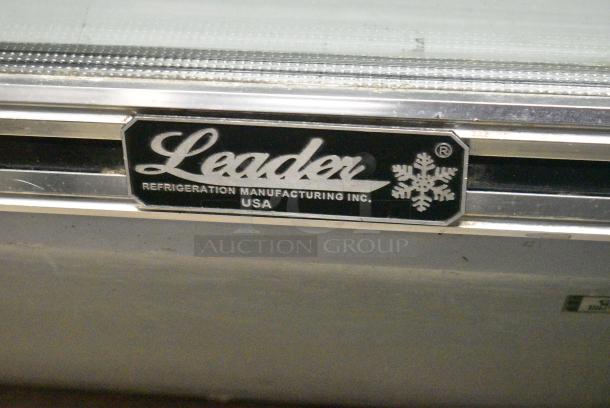 Leader
®
REFRIGERATION MANUFACTURING INC.
USA
AUCTION GROUP